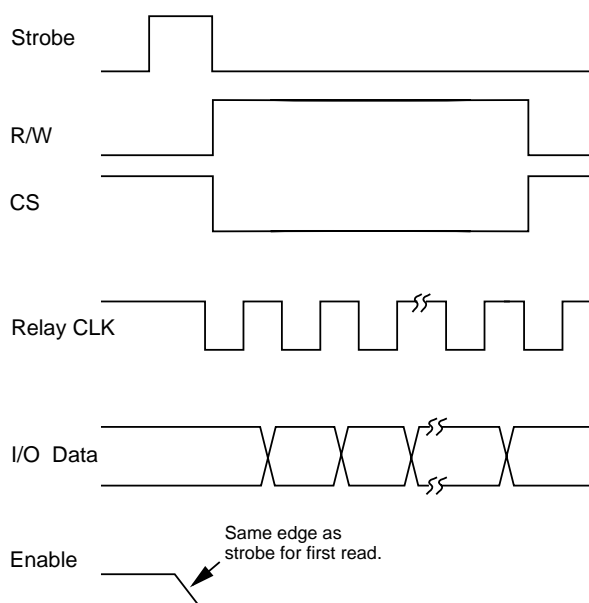 Strobe
R/W
CS
Relay CLK
I/O Data
Enable
Same edge as
strobe for first read.